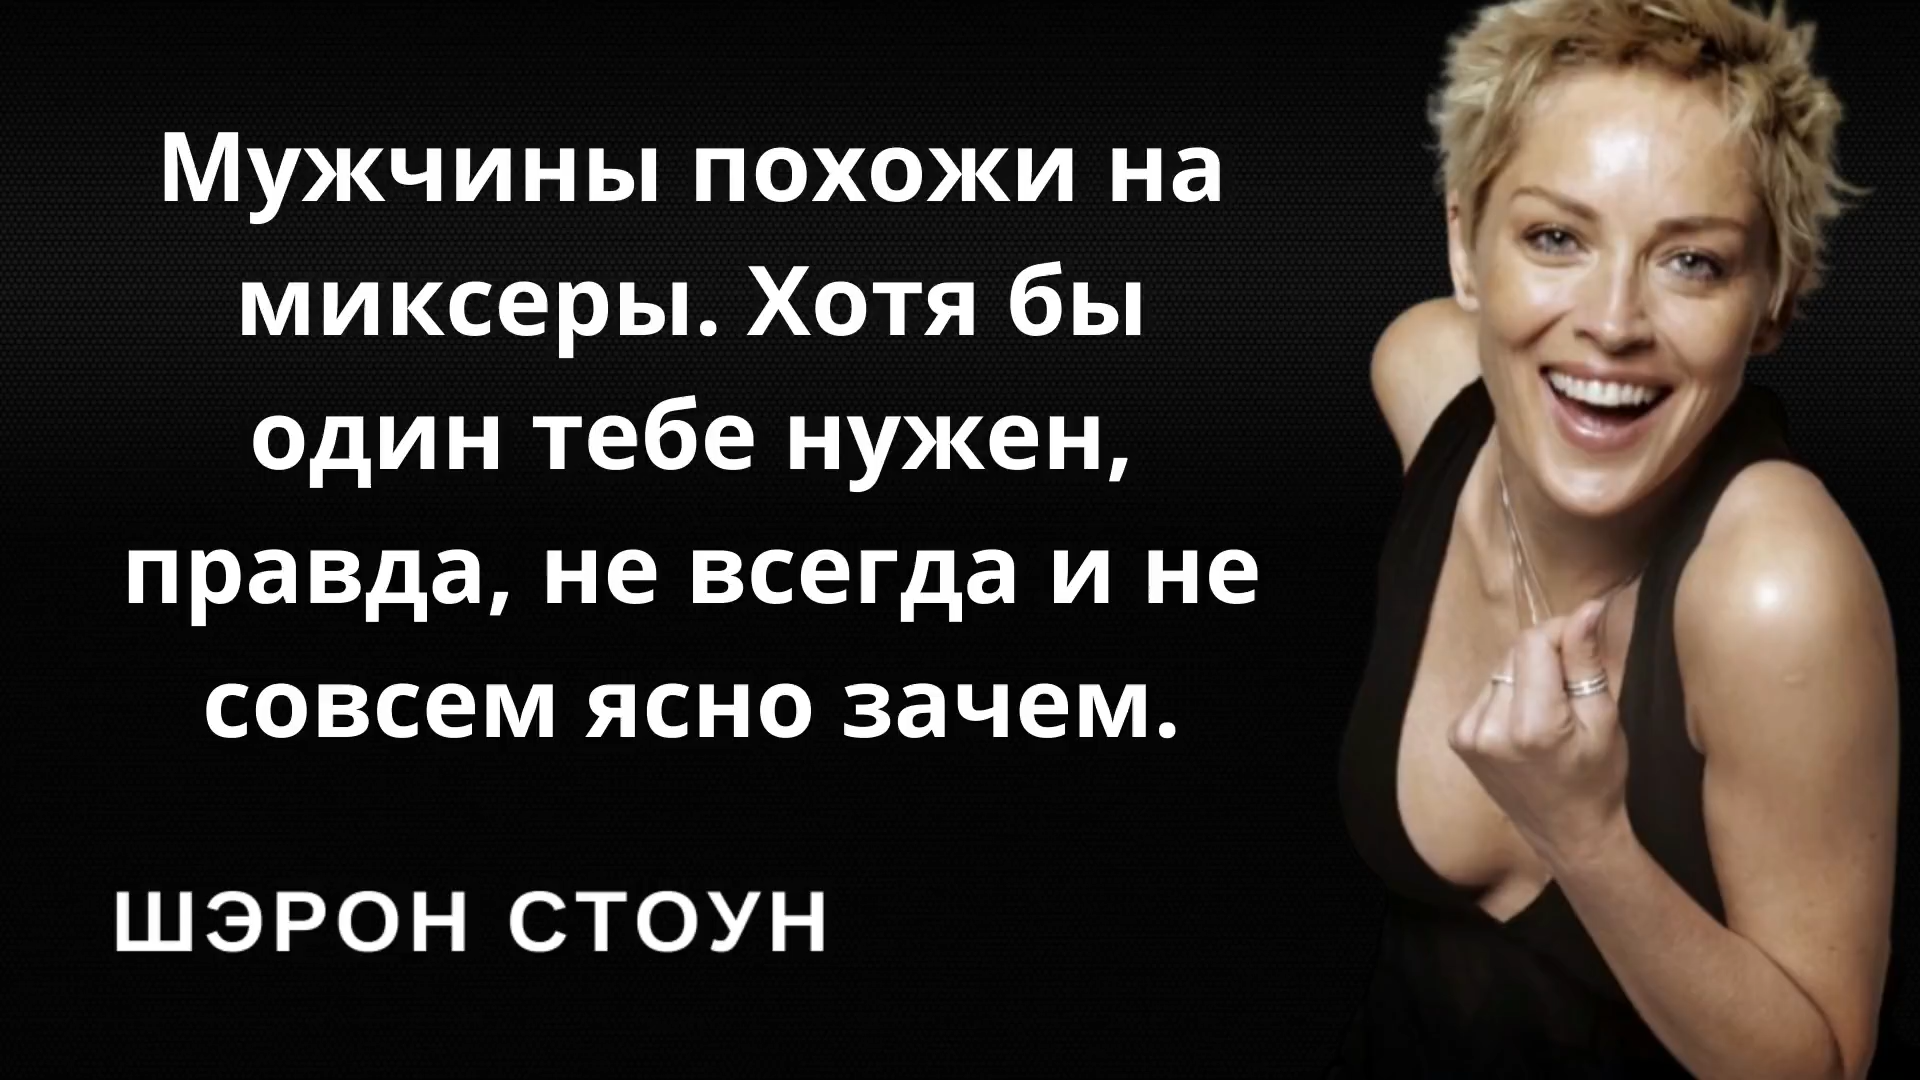 Мужчины похожи на
миксеры. Хотя бы
один тебе нужен,
правда, не всегда и не
совсем ясно зачем.
ШЭРОН СТОУН